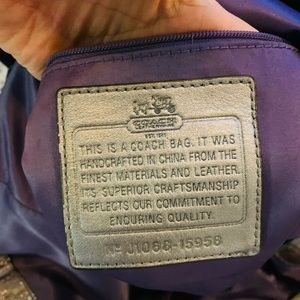 COACH
EST. 1941
THIS IS A COACH BAG. IT WAS
HANDCRAFTED IN CHINA FROM THE
FINEST MATERIALS AND LEATHER.
ITS SUPERIOR CRAFTSMANSHIP
REFLECTS OUR COMMITMENT TO
ENDURING QUALITY.
Nº J1068-15958